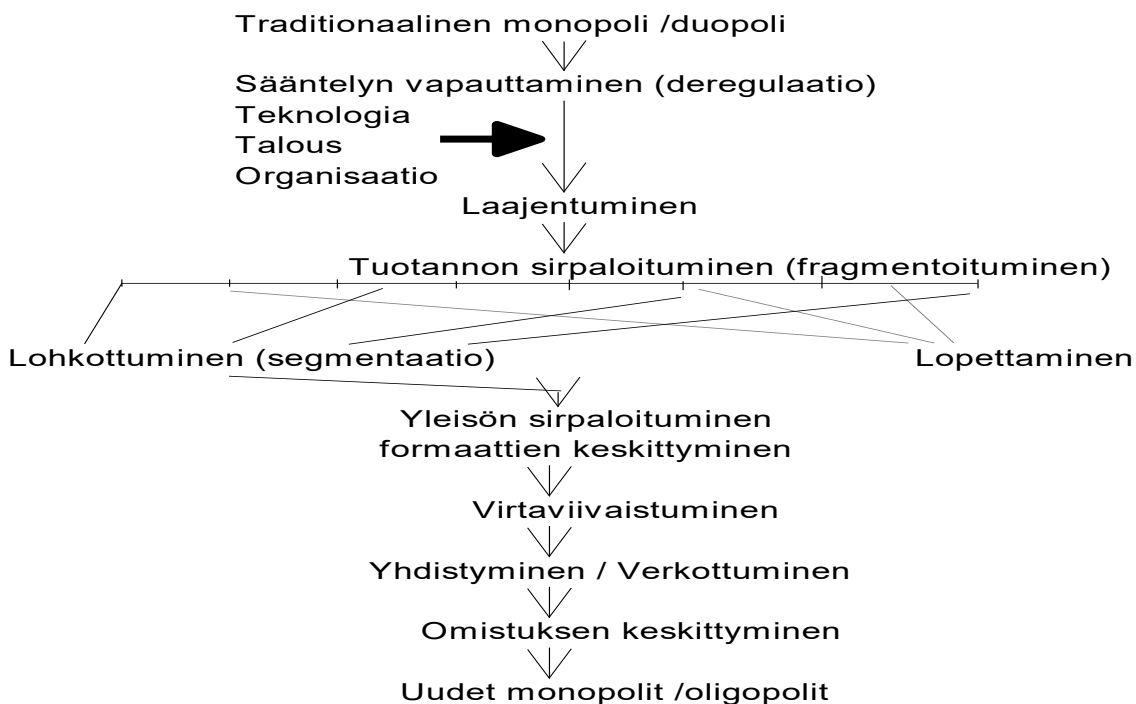 Traditionaalinen monopoli /duopoli
Sääntelyn vapauttaminen (deregulaatio)
Teknologia
Talous
Organisaatio
Laajentuminen
Tuotannon sirpaloituminen (fragmentoituminen)
Lohkottuminen (segmentaatio)
Lopettaminen
Yleisön sirpaloituminen
formaattien keskittyminen
Virtaviivaistuminen
Yhdistyminen / Verkottuminen
Omistuksen keskittyminen
Uudet monopolit /oligopolit